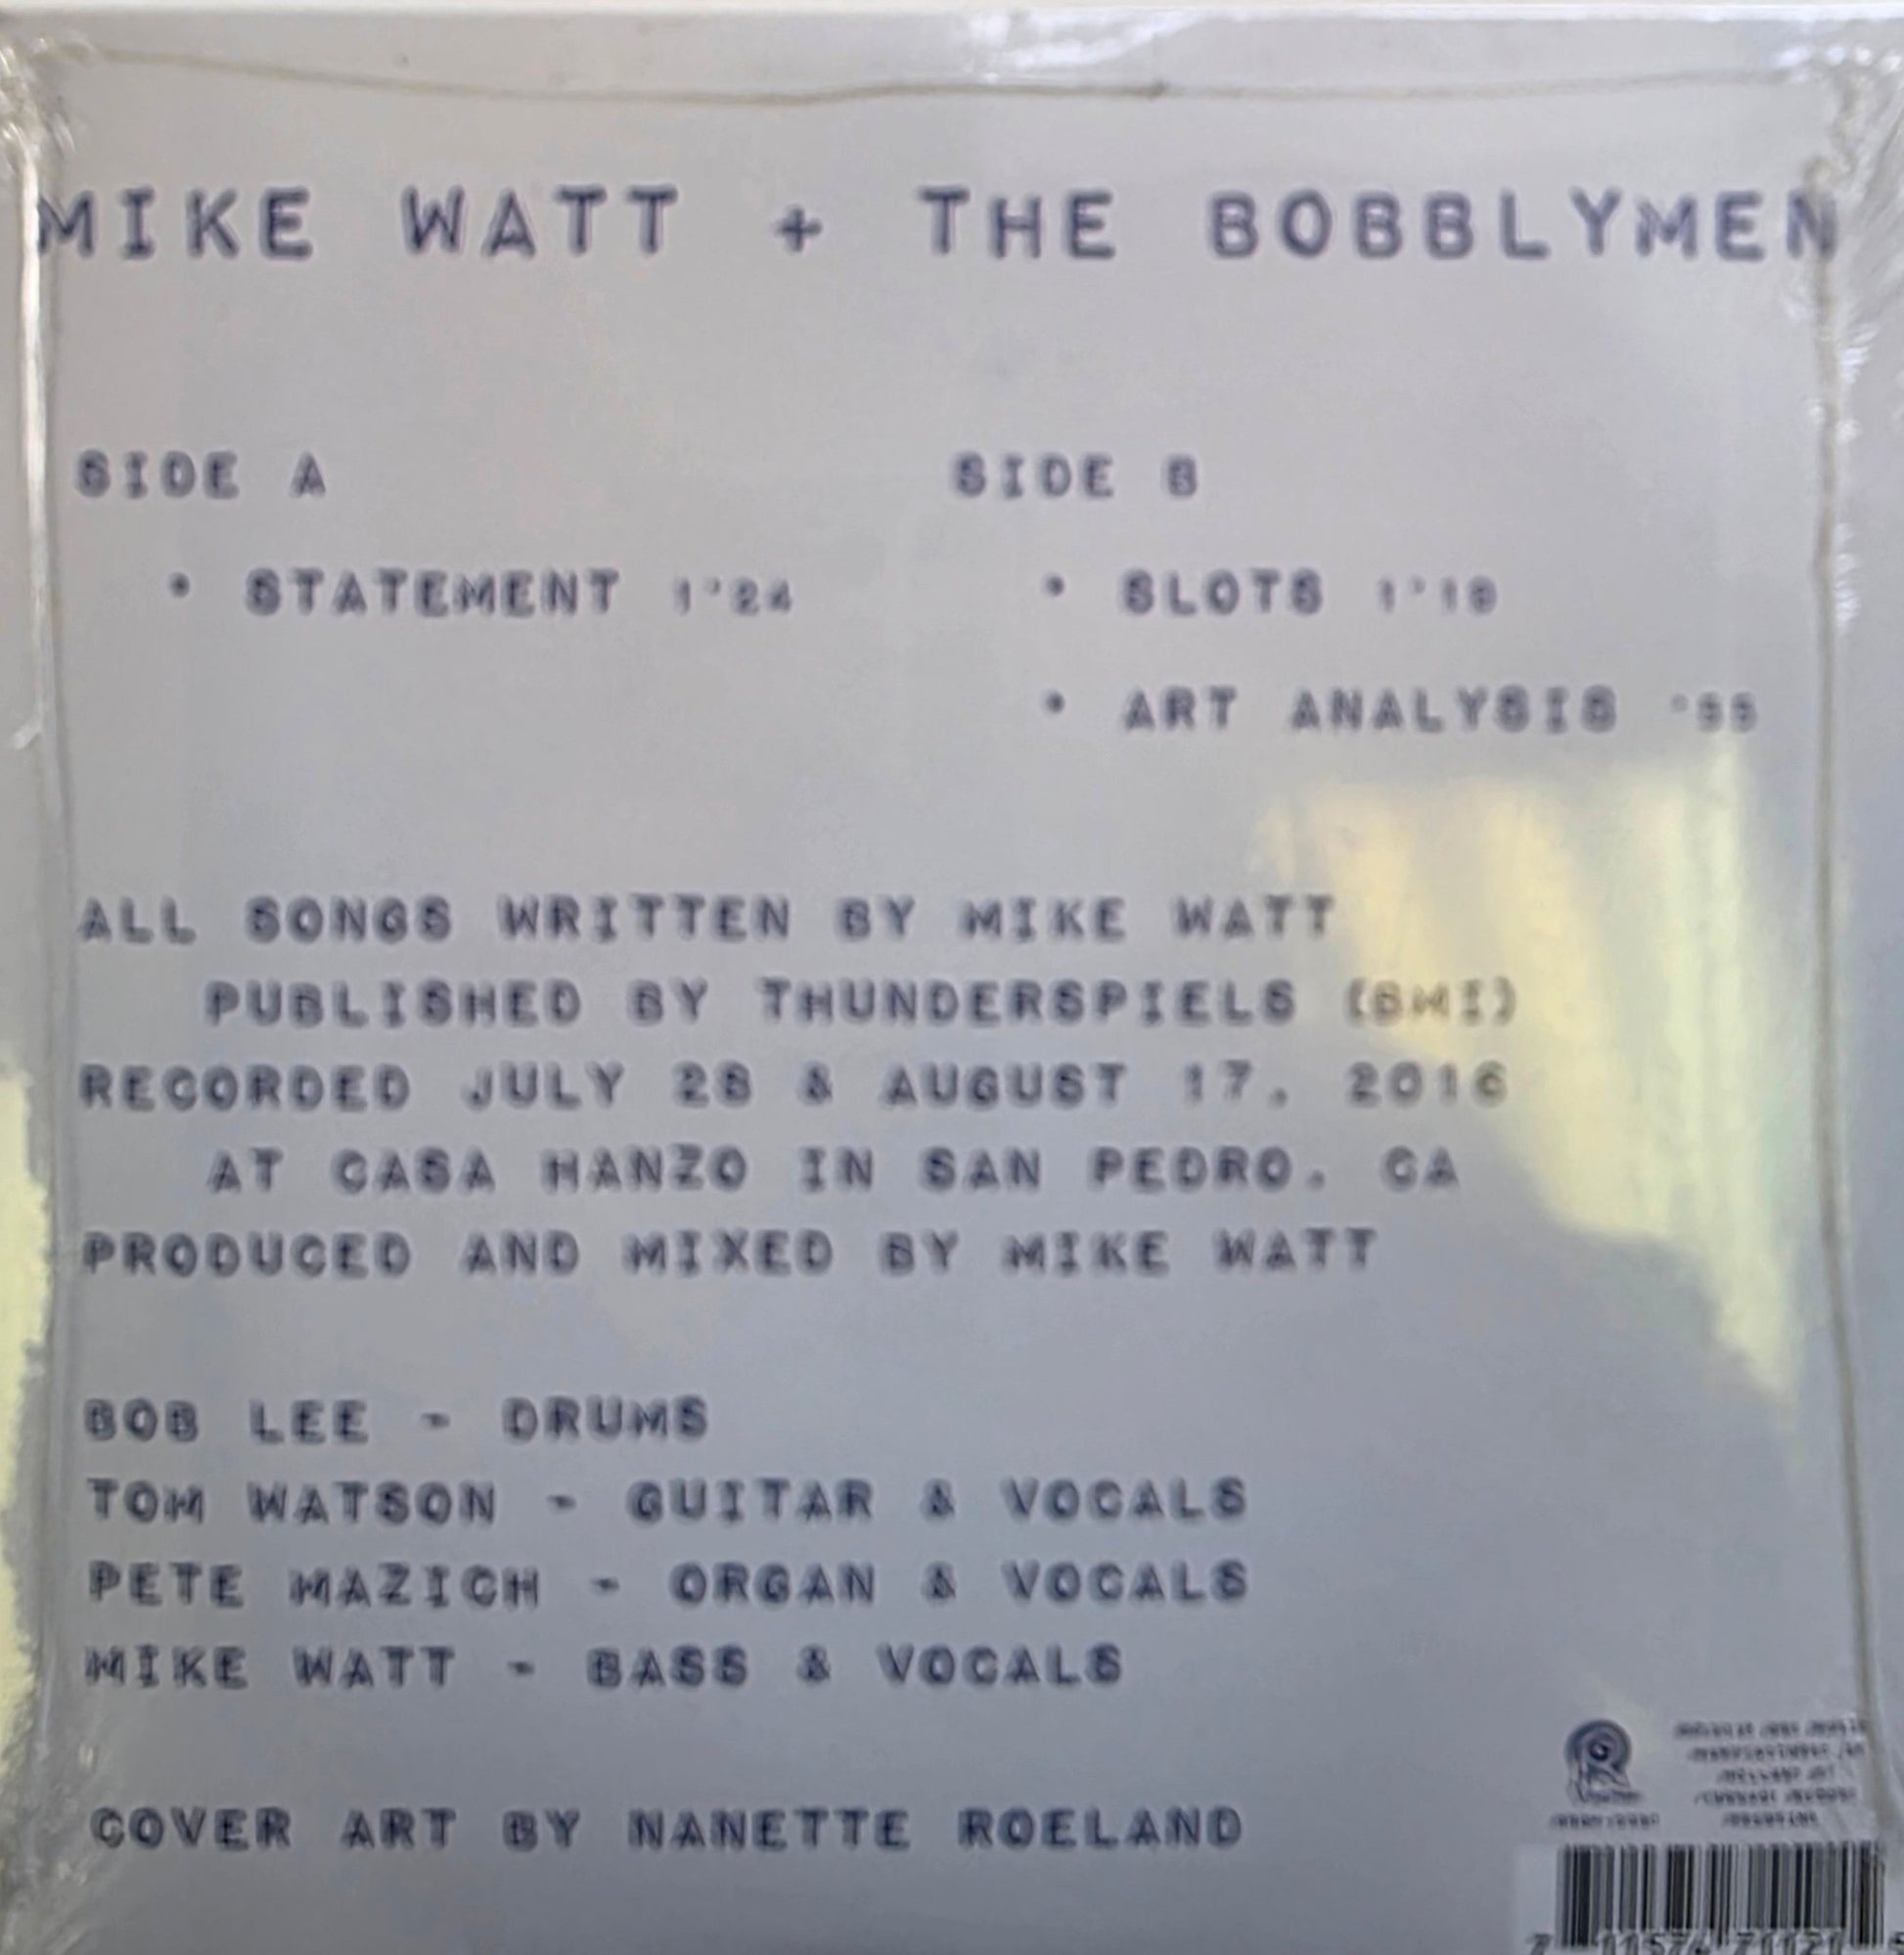 MIKE WATT + THE BOBBLYMEN
SIDE A
• STATEMENT 1'24
SIDE B
• SLOTS
• ART ANALYSIS
ALL SONGS WRITTEN BY MIKE WATT
PUBLISHED BY THUNDERSPIELS (BMI)
RECORDED JULY 28 & AUGUST 17, 2016
AT CASA HANZO IN SAN PEDRO, CA
PRODUCED AND MIXED BY MIKE WATT
BOB LEE - DRUMS
TOM WATSON - GUITAR & VOCALS
PETE MAZICH - ORGAN & VOCALS
MIKE WATT - BASS & VOCALS
COVER ART BY NANETTE ROELAND